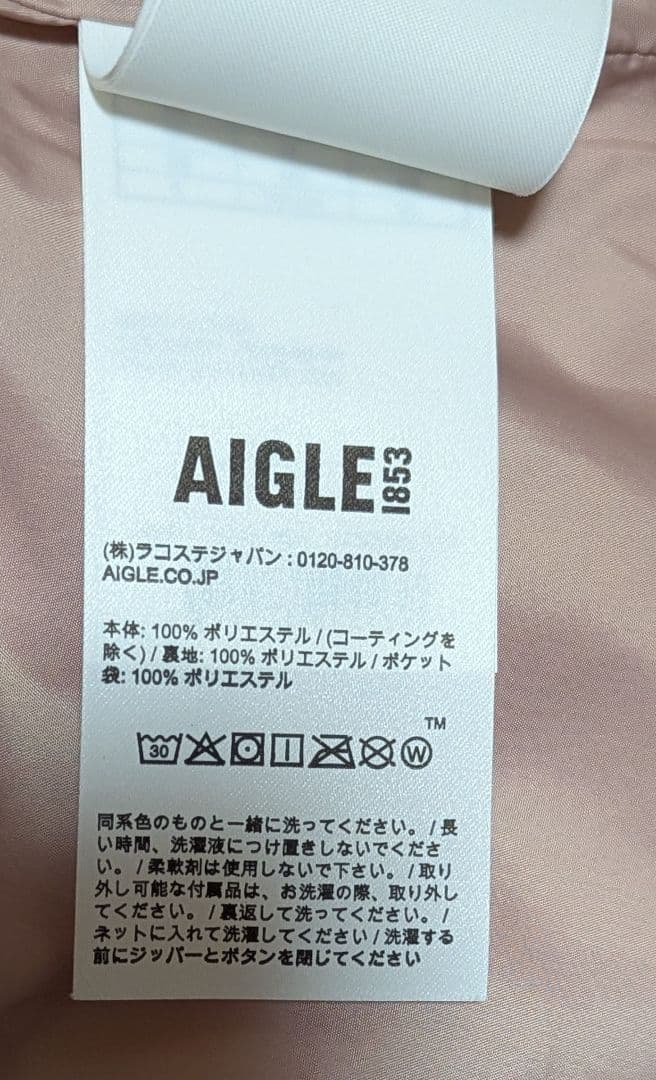 AIGLE 1853
(株)ラコステジャパン : 0120-810-378
AIGLE.CO.JP
本体: 100% ポリエステル / (コーティングを
除く) / 裏地: 100% ポリエステル / ポケット
袋: 100% ポリエステル
TM
30 W
同系色のものと一緒に洗ってください。 / 長
い時間、洗濯液につけ置きしないでくださ
い。 / 柔軟剤は使用しないで下さい。 / 取り
外し可能な付属品は、お洗濯の際、取り外し
てください。 / 裏返して洗ってください。 /
ネットに入れて洗濯してください / 洗濯する
前にジッパーとボタンを閉じてください